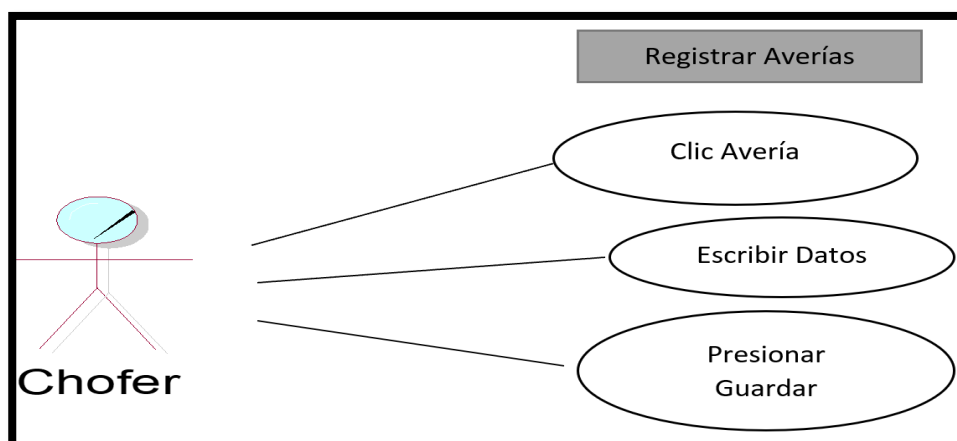 Registrar Averías
Clic Avería
Escribir Datos
Presionar
Guardar
Chofer